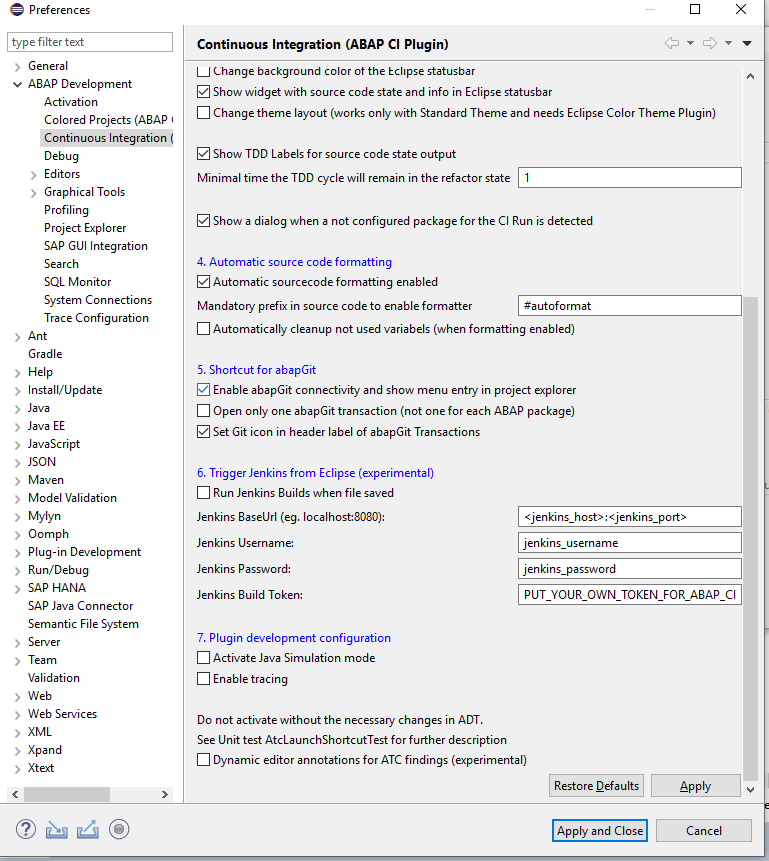 Preferences
type filter text
General
ABAP Development
Activation
Colored Projects (ABAP
Continuous Integration (
Debug
Editors
Graphical Tools
Profiling
Project Explorer
SAP GUI Integration
Search
SQL Monitor
System Connections
Trace Configuration
Ant
Gradle
Help
Install/Update
Java
Java EE
JavaScript
JSON
Maven
Model Validation
Mylyn
Oomph
Plug-in Development
Run/Debug
SAP HANA
SAP Java Connector
Semantic File System
Server
Team
Validation
Web
Web Services
XML
Xpand
Xtext
Continuous Integration (ABAP CI Plugin)
Change background color of the Eclipse statusbar
Show widget with source code state and info in Eclipse statusbar
Change theme layout (works only with Standard Theme and needs Eclipse Color Theme Plugin)
Show TDD Labels for source code state output
Minimal time the TDD cycle will remain in the refactor state 1
Show a dialog when a not configured package for the CI Run is detected
4. Automatic source code formatting
Automatic sourcecode formatting enabled
Mandatory prefix in source code to enable formatter #autoformat
Automatically cleanup not used variabels (when formatting enabled)
5. Shortcut for abapGit
Enable abapGit connectivity and show menu entry in project explorer
Open only one abapGit transaction (not one for each ABAP package)
Set Git icon in header label of abapGit Transactions
6. Trigger Jenkins from Eclipse (experimental)
Run Jenkins Builds when file saved
Jenkins BaseUrl (eg. localhost:8080): <jenkins_host>:<jenkins_port>
Jenkins Username: jenkins_username
Jenkins Password: jenkins_password
Jenkins Build Token: PUT_YOUR_OWN_TOKEN_FOR_ABAP_CI
7. Plugin development configuration
Activate Java Simulation mode
Enable tracing
Do not activate without the necessary changes in ADT.
See Unit test AtcLaunchShortcutTest for further description
Dynamic editor annotations for ATC findings (experimental)
Restore Defaults Apply
Apply and Close Cancel